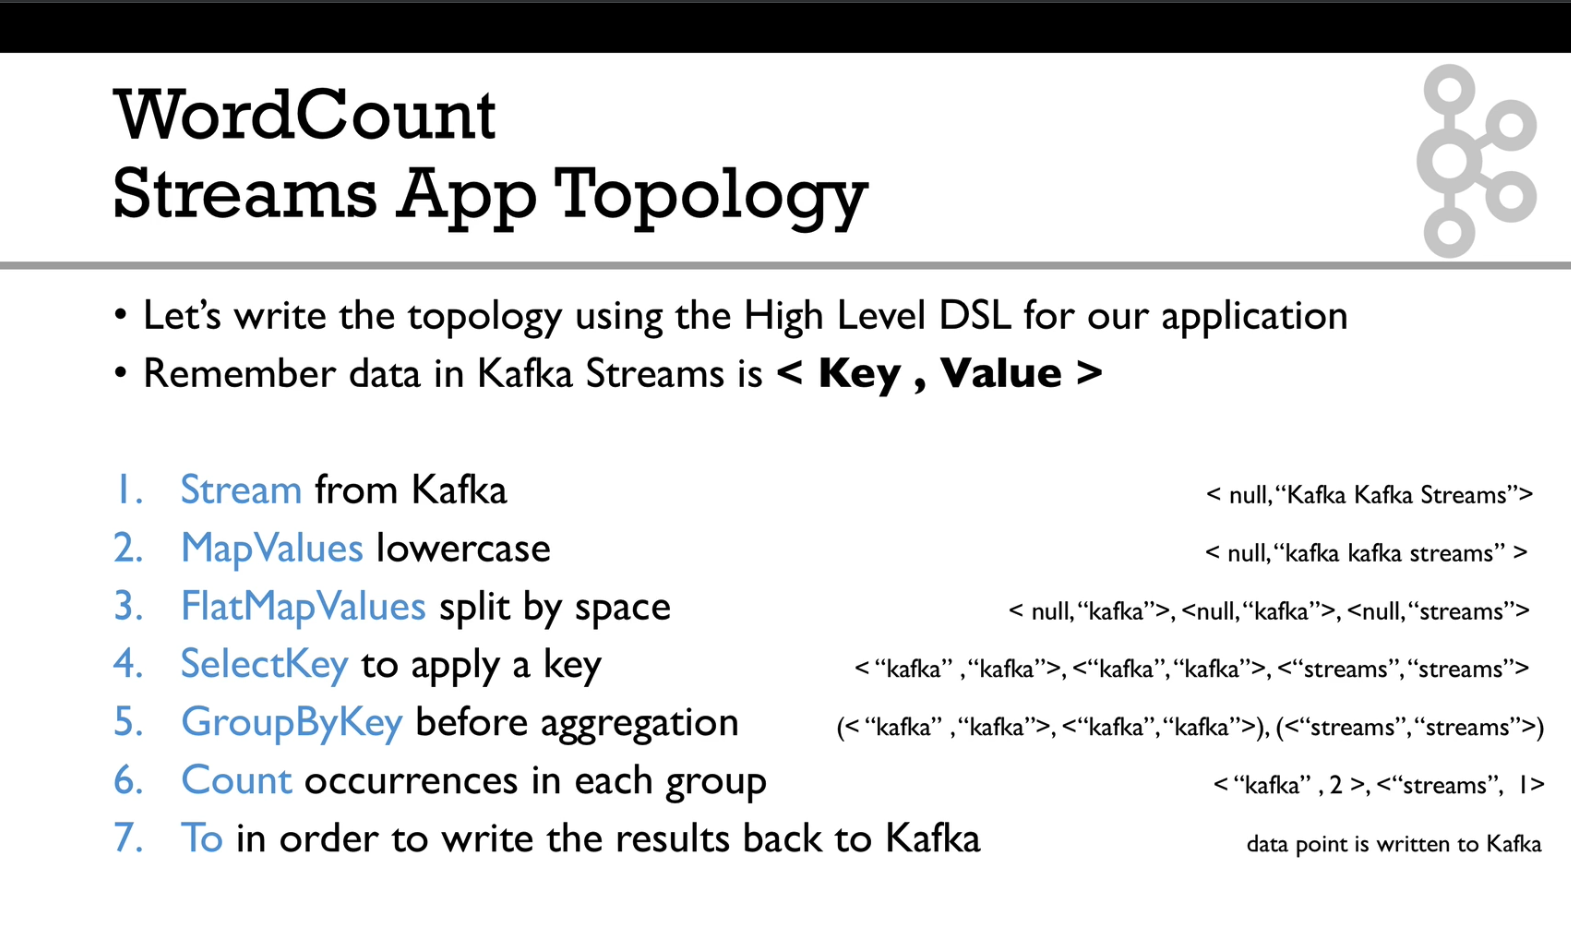 WordCount
Streams App Topology
• Let’s write the topology using the High Level DSL for our application
• Remember data in Kafka Streams is < Key , Value >
1. Stream from Kafka < null,“Kafka Kafka Streams”>
2. MapValues lowercase < null,“kafka kafka streams” >
3. FlatMapValues split by space < null,“kafka”>, <null,“kafka”>, <null,“streams”>
4. SelectKey to apply a key < “kafka” ,“kafka”>, <“kafka”,“kafka”>, <“streams”,“streams”>
5. GroupByKey before aggregation (< “kafka” ,“kafka”>, <“kafka”,“kafka”>), (<“streams”,“streams”>)
6. Count occurrences in each group < “kafka” , 2 >, <“streams”, 1>
7. To in order to write the results back to Kafka data point is written to Kafka